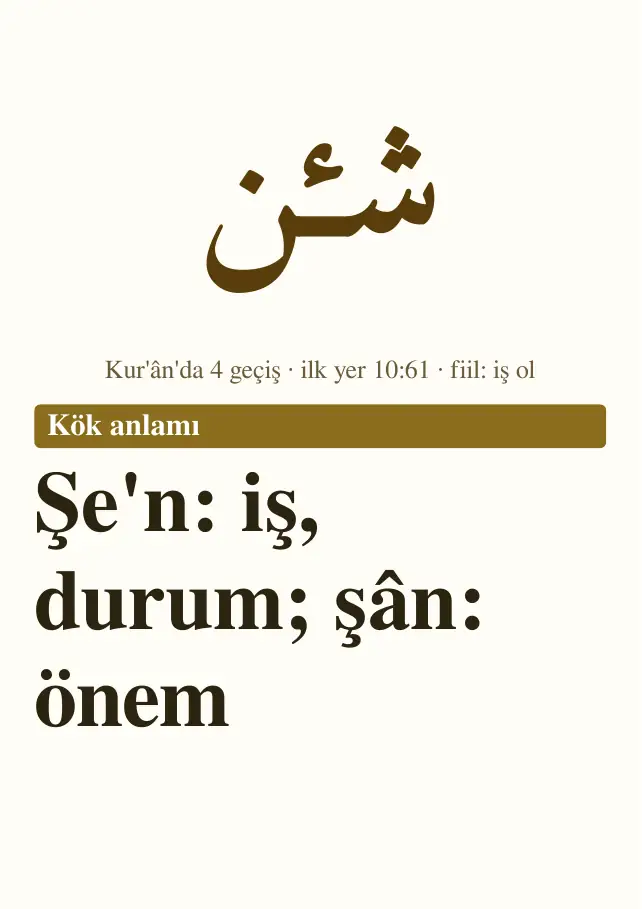 شئن
Kur'ân'da 4 geçiş · ilk yer 10:61 · fiil: iş ol
Kök anlamı
Şe'n: iş,
durum; şân:
önem